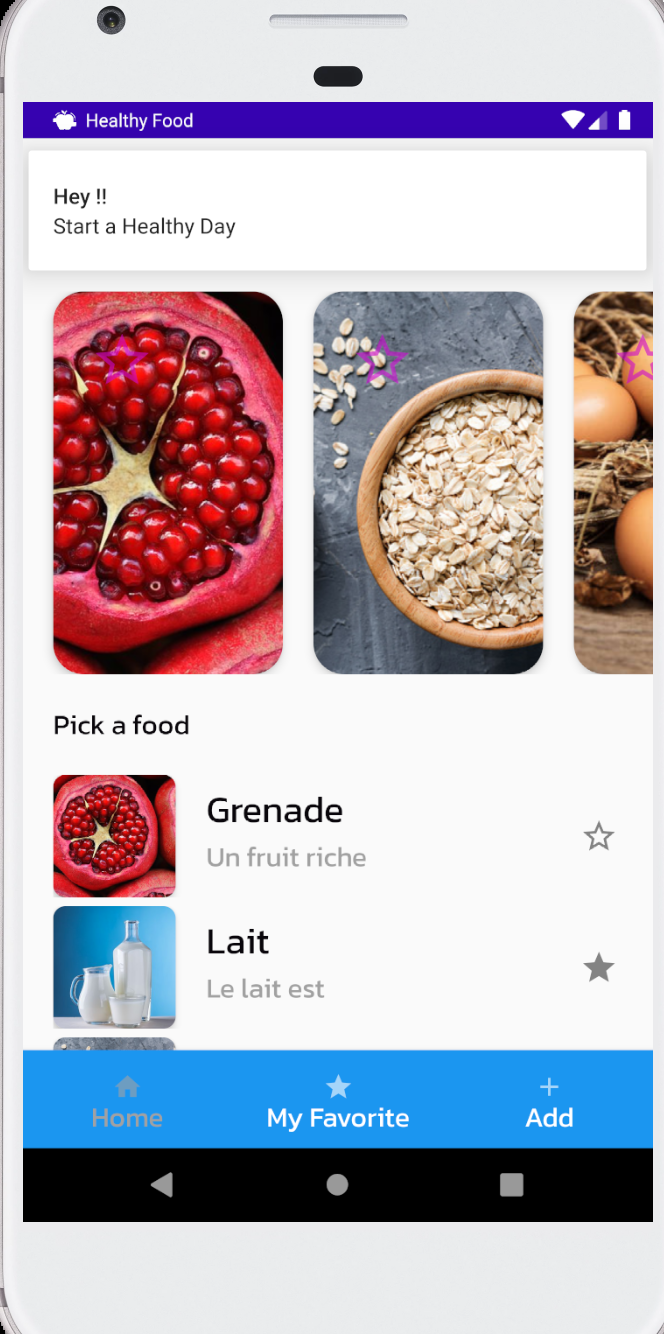 Healthy Food
Hey !!
Start a Healthy Day
Pick a food
Grenade
Un fruit riche
Lait
Le lait est
Home
My Favorite
Add